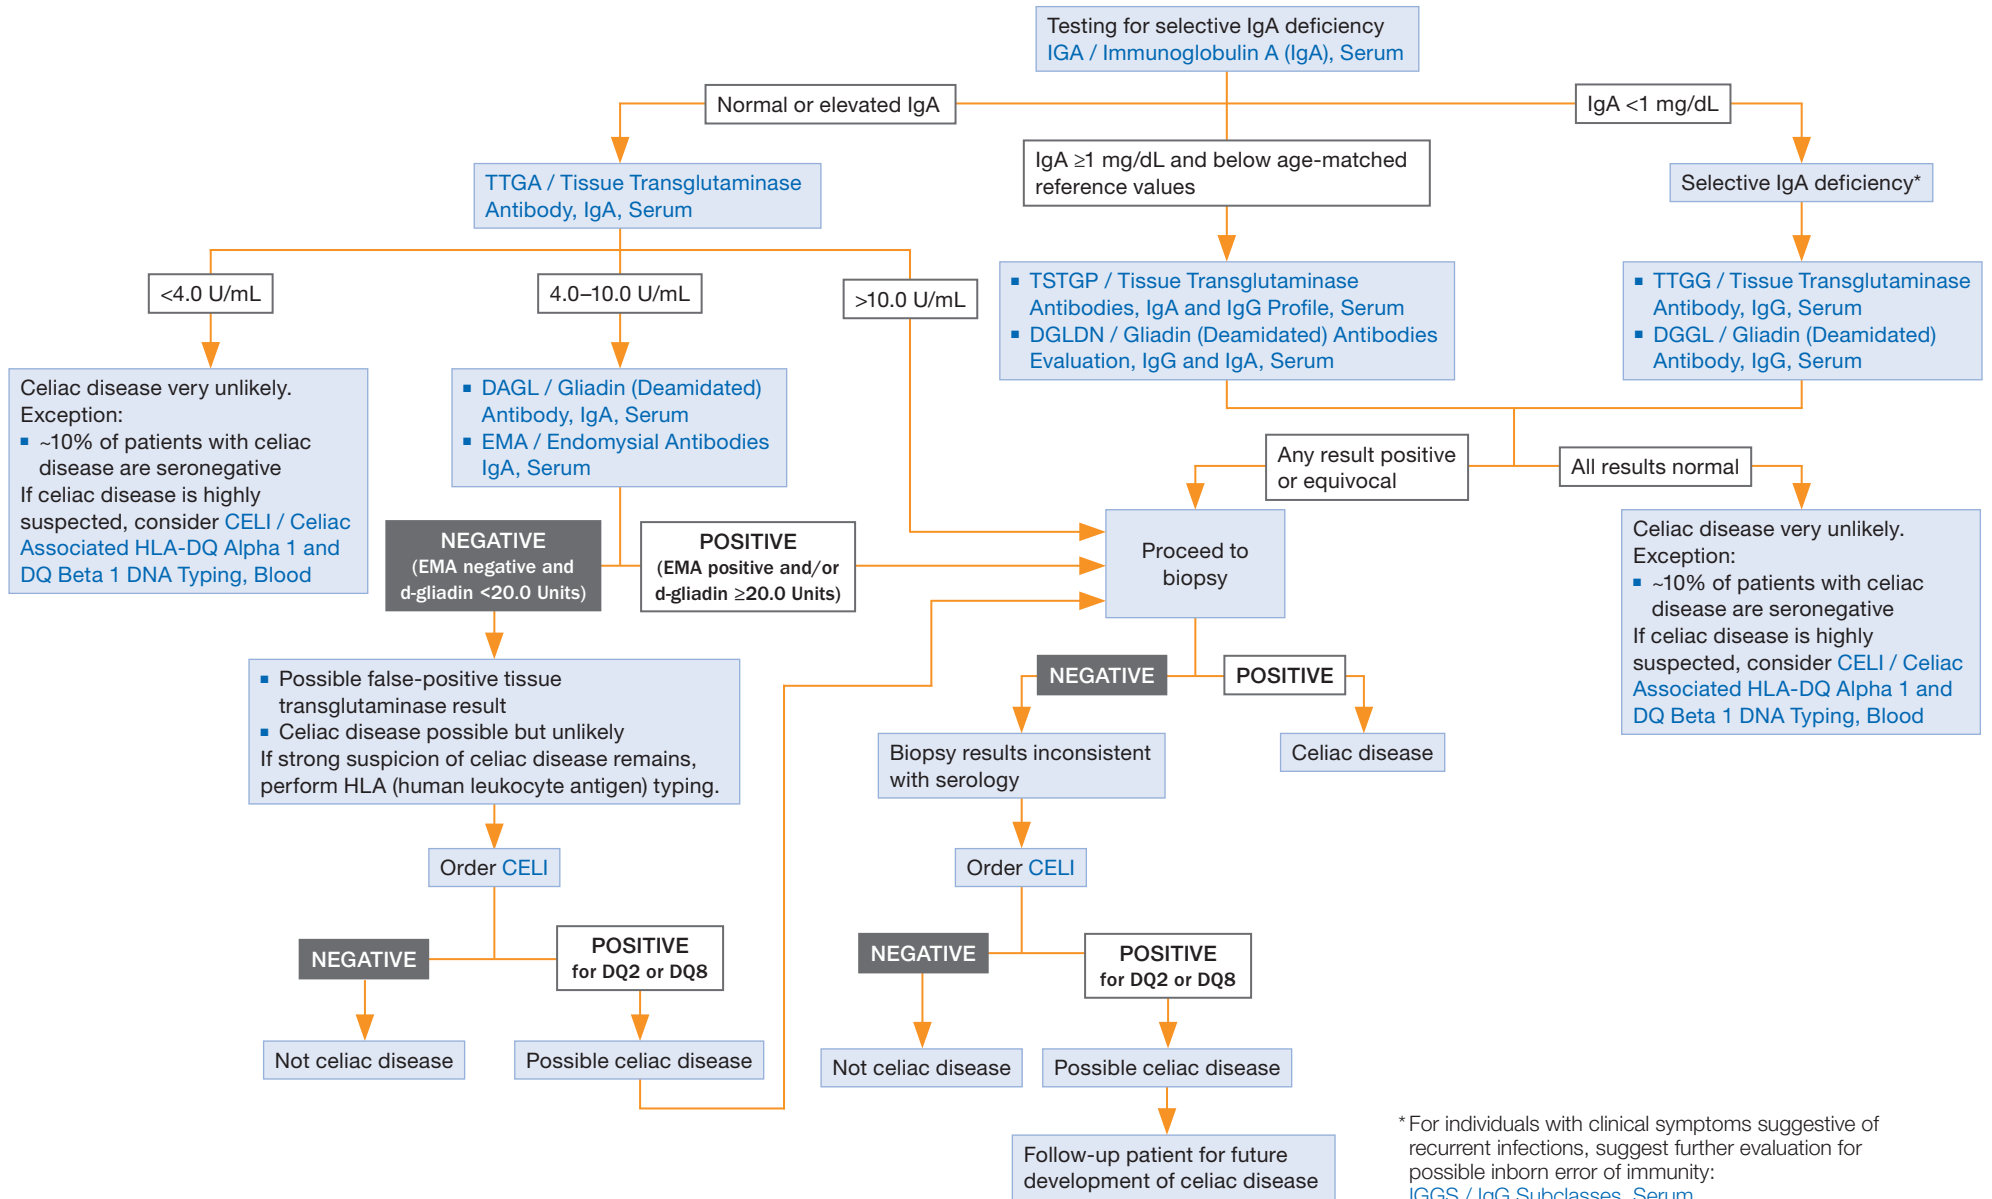 Testing for selective IgA deficiency
IGA / Immunoglobulin A (IgA), Serum
Normal or elevated IgA
IgA <1 mg/dL
IgA ≥1 mg/dL and below age-matched
reference values
TTGA / Tissue Transglutaminase
Antibody, IgA, Serum
Selective IgA deficiency*
<4.0 U/mL
4.0–10.0 U/mL
>10.0 U/mL
▪ TSTGP / Tissue Transglutaminase
Antibodies, IgA and IgG Profile, Serum
▪ DGLDN / Gliadin (Deamidated) Antibodies
Evaluation, IgG and IgA, Serum
▪ TTGG / Tissue Transglutaminase
Antibody, IgG, Serum
▪ DGGL / Gliadin (Deamidated)
Antibody, IgG, Serum
Celiac disease very unlikely.
Exception:
▪ ~10% of patients with celiac
disease are seronegative
If celiac disease is highly
suspected, consider CELI / Celiac
Associated HLA-DQ Alpha 1 and
DQ Beta 1 DNA Typing, Blood
▪ DAGL / Gliadin (Deamidated)
Antibody, IgA, Serum
▪ EMA / Endomysial Antibodies
IgA, Serum
Any result positive
or equivocal
All results normal
NEGATIVE
(EMA negative and
d-gliadin <20.0 Units)
POSITIVE
(EMA positive and/or
d-gliadin ≥20.0 Units)
Proceed to
biopsy
Celiac disease very unlikely.
Exception:
▪ ~10% of patients with celiac
disease are seronegative
If celiac disease is highly
suspected, consider CELI / Celiac
Associated HLA-DQ Alpha 1 and
DQ Beta 1 DNA Typing, Blood
▪ Possible false-positive tissue
transglutaminase result
▪ Celiac disease possible but unlikely
If strong suspicion of celiac disease remains,
perform HLA (human leukocyte antigen) typing.
NEGATIVE
POSITIVE
Biopsy results inconsistent
with serology
Celiac disease
Order CELI
Order CELI
NEGATIVE
POSITIVE
for DQ2 or DQ8
NEGATIVE
POSITIVE
for DQ2 or DQ8
Not celiac disease
Possible celiac disease
Not celiac disease
Possible celiac disease
Follow-up patient for future
development of celiac disease
* For individuals with clinical symptoms suggestive of
recurrent infections, suggest further evaluation for
possible inborn error of immunity:
IGGS / IgG Subclasses, Serum